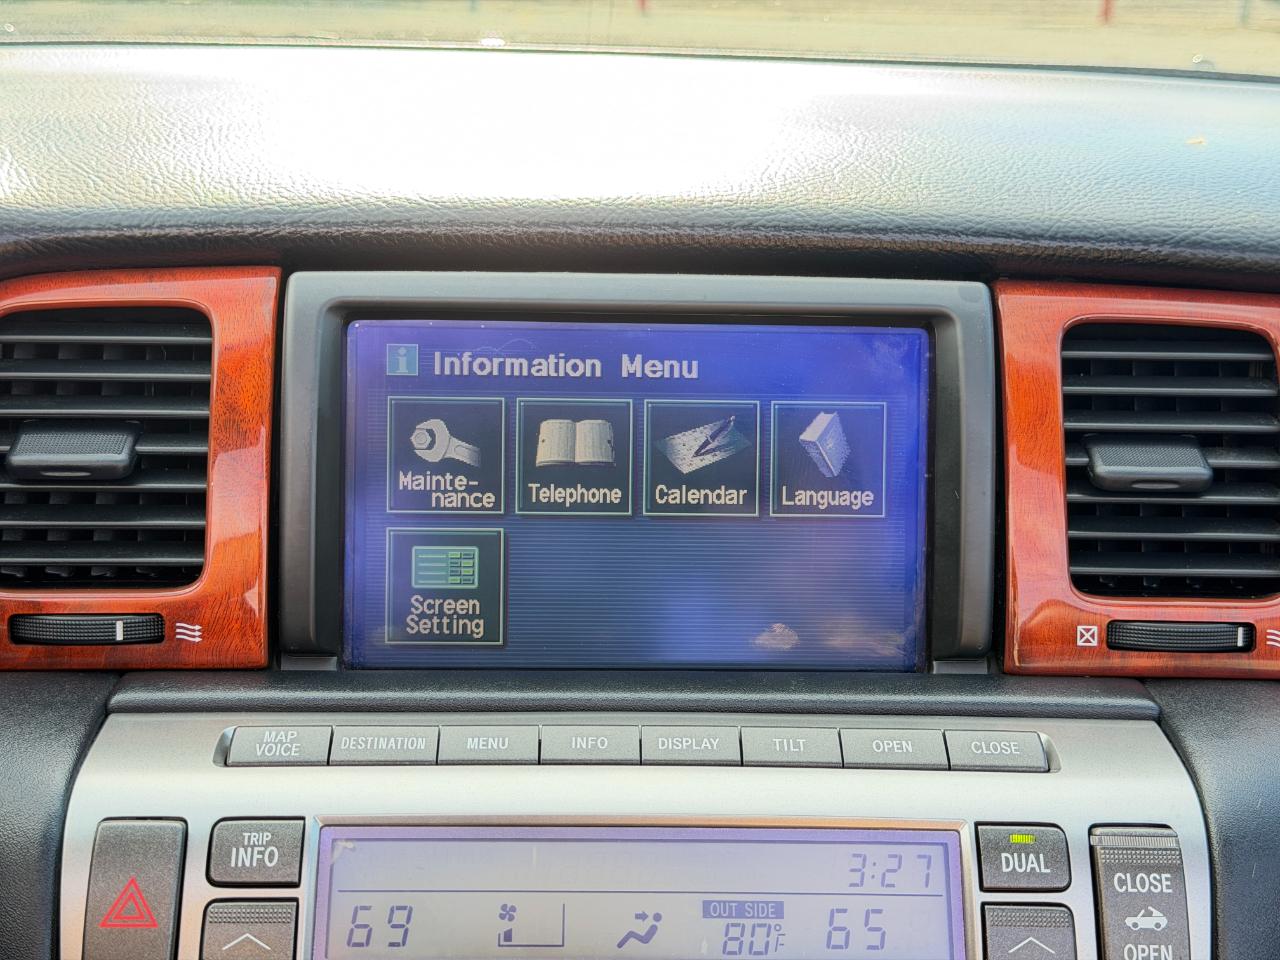 i Information Menu
Mainte-
nance
Telephone
Calendar
Language
Screen
Setting
MAP
VOICE
DESTINATION
MENU
INFO
DISPLAY
TILT
OPEN
CLOSE
TRIP
INFO
3:27
69
OUT SIDE
80°F
65
DUAL
CLOSE
OPEN